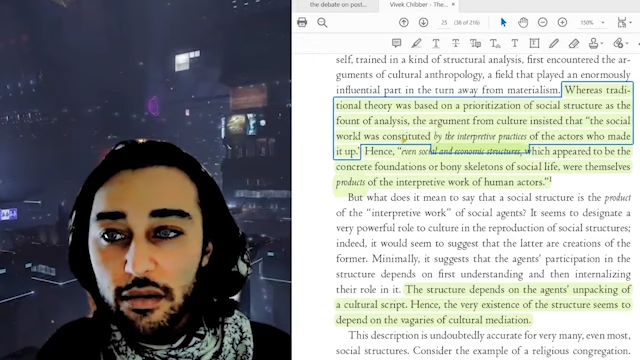 the debate on post...
Vivek Chibber - The...
25
(38 of 216)
150%
self, trained in a kind of structural analysis, first encountered the ar-
guments of cultural anthropology, a field that played an enormously
influential part in the turn away from materialism. Whereas tradi-
tional theory was based on a prioritization of social structure as the
fount of analysis, the argument from culture insisted that “the social
world was constituted by the interpretive practices of the actors who made
it up.” Hence, “even social and economic structures, which appeared to be the
concrete foundations or bony skeletons of social life, were themselves
products of the interpretive work of human actors.”1
But what does it mean to say that a social structure is the product
of the “interpretive work” of social agents? It seems to designate a
very powerful role to culture in the reproduction of social structures;
indeed, it would seem to suggest that the latter are creations of the
former. Minimally, it suggests that the agents’ participation in the
structure depends on first understanding and then internalizing
their role in it. The structure depends on the agents’ unpacking of
a cultural script. Hence, the very existence of the structure seems to
depend on the vagaries of cultural mediation.
This description is undoubtedly accurate for very many, even most,
social structures. Consider the example of a religious congregation.